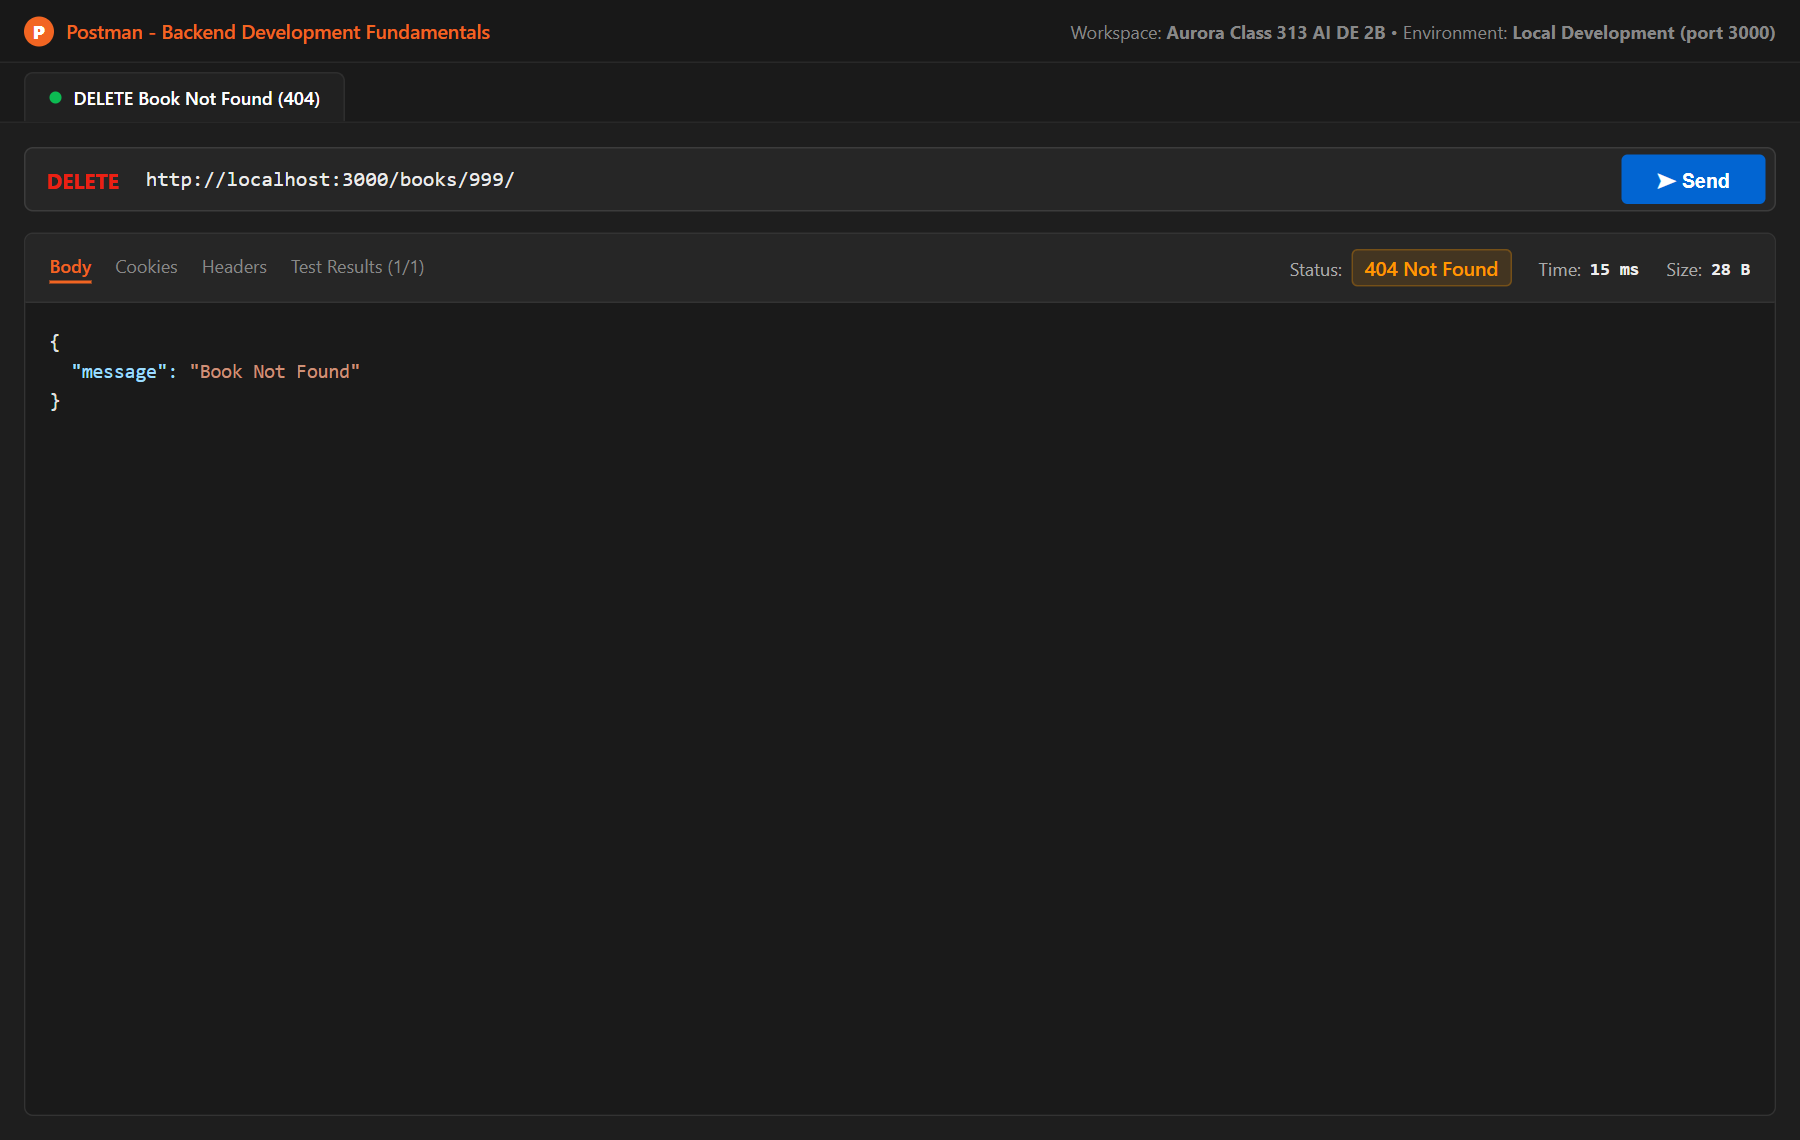 P Postman - Backend Development Fundamentals
Workspace: Aurora Class 313 AI DE 2B • Environment: Local Development (port 3000)
DELETE Book Not Found (404)
DELETE http://localhost:3000/books/999/
➤ Send
Body Cookies Headers Test Results (1/1)
Status: 404 Not Found Time: 15 ms Size: 28 B
{
  "message": "Book Not Found"
}